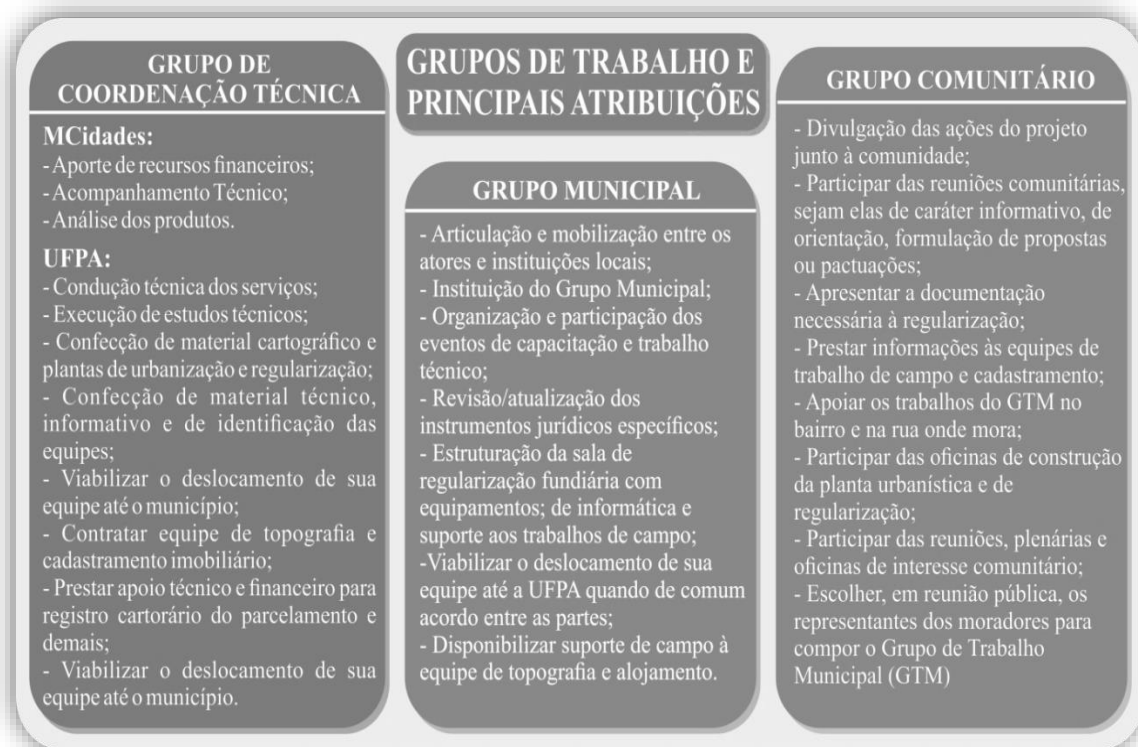 GRUPOS DE TRABALHO E
PRINCIPAIS ATRIBUIÇÕES
GRUPO DE
COORDENAÇÃO TÉCNICA
MCidades:
- Aporte de recursos financeiros;
- Acompanhamento Técnico;
- Análise dos produtos.
UFPA:
- Condução técnica dos serviços;
- Execução de estudos técnicos;
- Confecção de material cartográfico e
plantas de urbanização e regularização;
- Confecção de material técnico,
informativo e de identificação das
equipes;
- Viabilizar o deslocamento de sua
equipe até o município;
- Contratar equipe de topografia e
cadastramento imobiliário;
- Prestar apoio técnico e financeiro para
registro cartorário do parcelamento e
demais;
- Viabilizar o deslocamento de sua
equipe até o município.
GRUPO MUNICIPAL
- Articulação e mobilização entre os
atores e instituições locais;
- Instituição do Grupo Municipal;
- Organização e participação dos
eventos de capacitação e trabalho
técnico;
- Revisão/atualização dos
instrumentos jurídicos específicos;
- Estruturação da sala de
regularização fundiária com
equipamentos; de informática e
suporte aos trabalhos de campo;
-Viabilizar o deslocamento de sua
equipe até a UFPA quando de comum
acordo entre as partes;
- Disponibilizar suporte de campo à
equipe de topografia e alojamento.
GRUPO COMUNITÁRIO
- Divulgação das ações do projeto
junto à comunidade;
- Participar das reuniões comunitárias,
sejam elas de caráter informativo, de
orientação, formulação de propostas
ou pactuações;
- Apresentar a documentação
necessária à regularização;
- Prestar informações às equipes de
trabalho de campo e cadastramento;
- Apoiar os trabalhos do GTM no
bairro e na rua onde mora;
- Participar das oficinas de construção
da planta urbanística e de
regularização;
- Participar das reuniões, plenárias e
oficinas de interesse comunitário;
- Escolher, em reunião pública, os
representantes dos moradores para
compor o Grupo de Trabalho
Municipal (GTM)